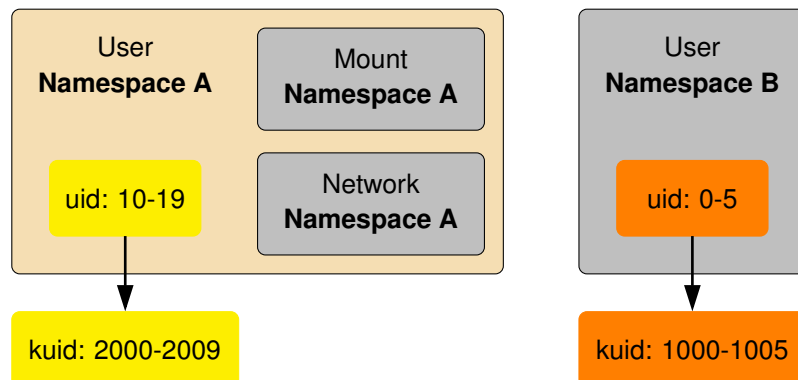 User
Namespace A
Mount
Namespace A
Network
Namespace A
uid: 10-19
kuid: 2000-2009
User
Namespace B
uid: 0-5
kuid: 1000-1005